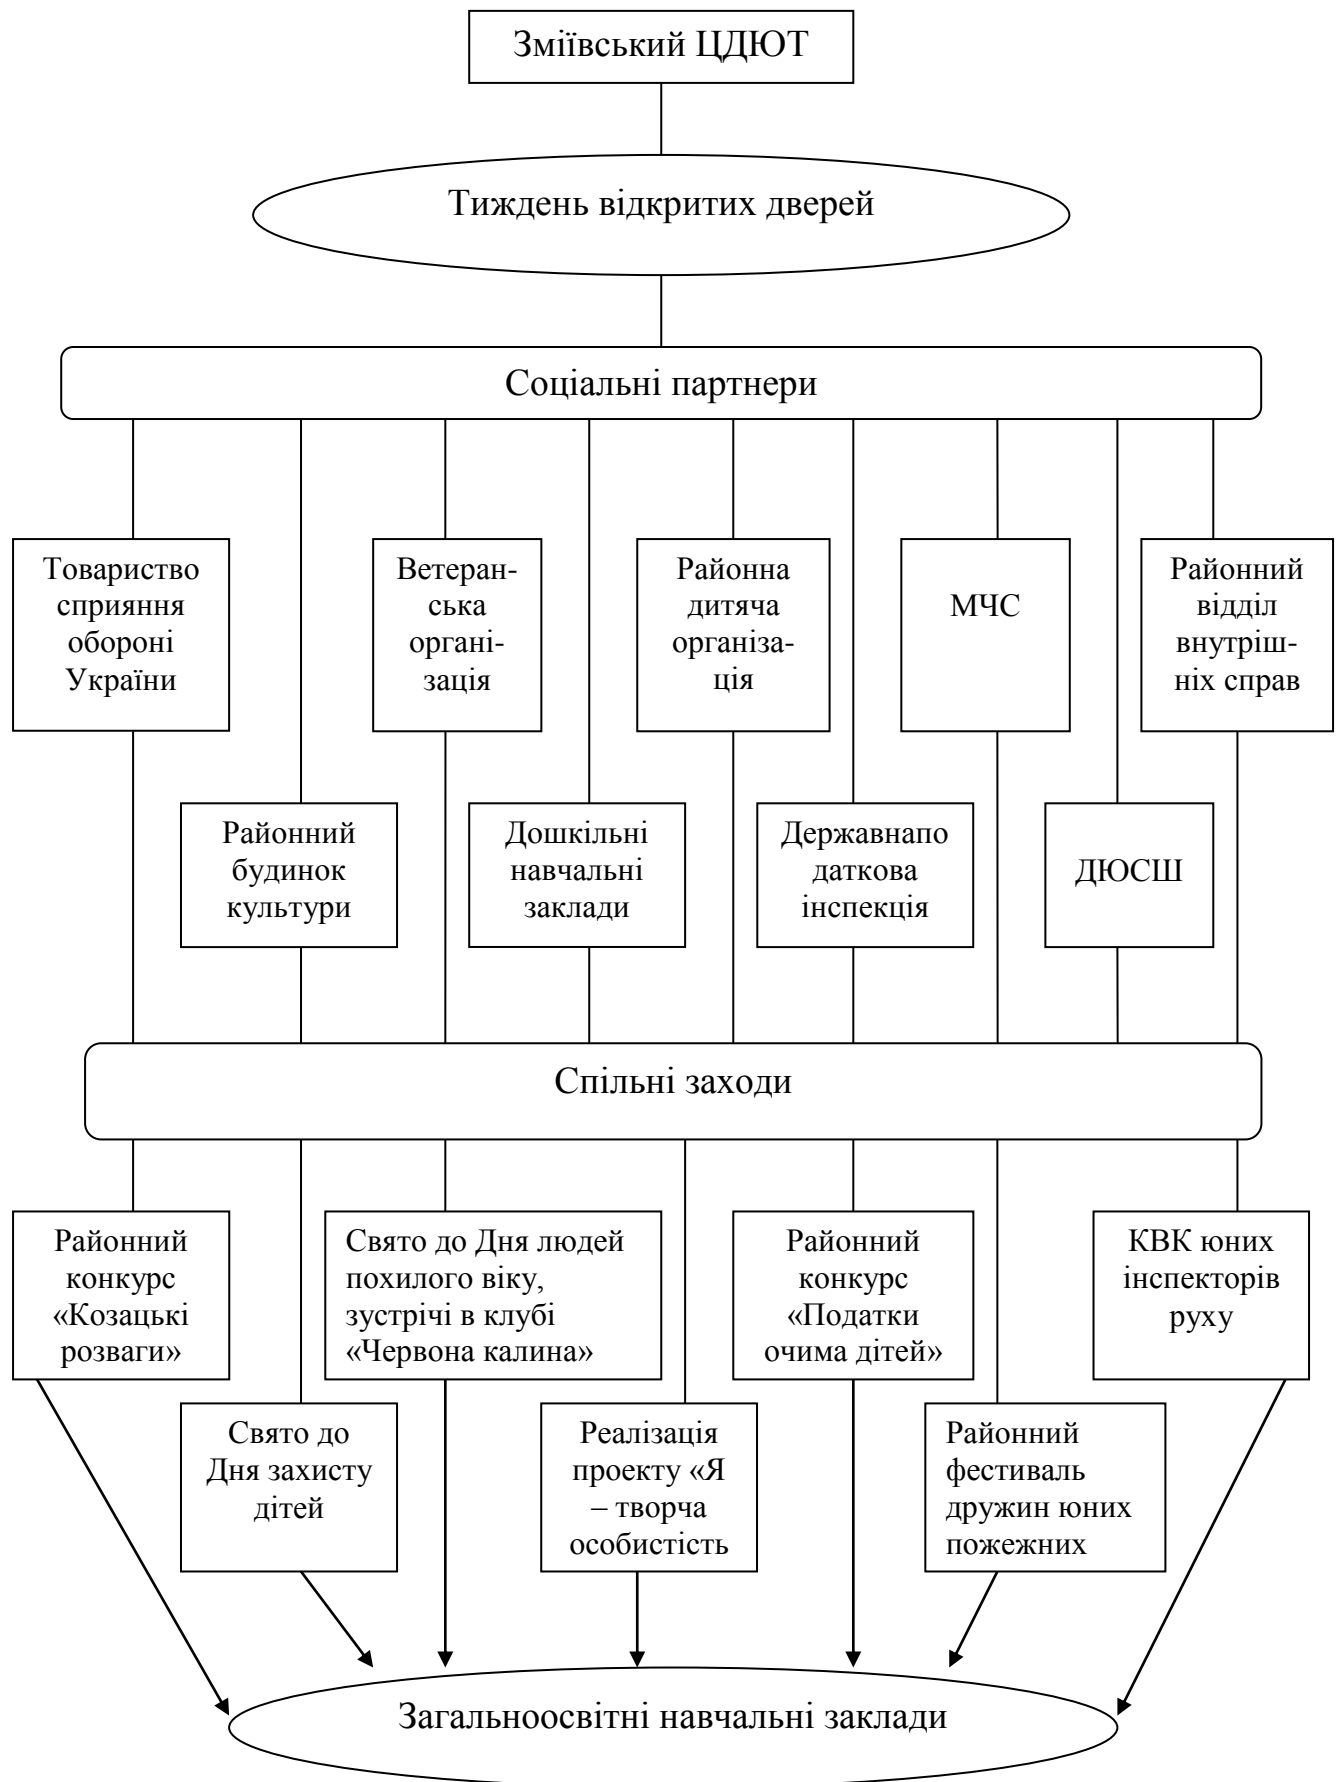 Зміївський ЦДЮТ
Тиждень відкритих дверей
Соціальні партнери
Товариство
сприяння
обороні
України
Ветеран-
ська
органі-
зація
Районна
дитяча
організа-
ція
МЧС
Районний
відділ
внутріш-
ніх справ
Районний
будинок
культури
Дошкільні
навчальні
заклади
Державнапо
даткова
інспекція
ДЮСШ
Спільні заходи
Районний
конкурс
«Козацькі
розваги»
Свято до Дня людей
похилого віку,
зустрічі в клубі
«Червона калина»
Районний
конкурс
«Податки
очима дітей»
КВК юних
інспекторів
руху
Свято до
Дня захисту
дітей
Реалізація
проекту «Я
– творча
особистість
Районний
фестиваль
дружин юних
пожежних
Загальноосвітні навчальні заклади